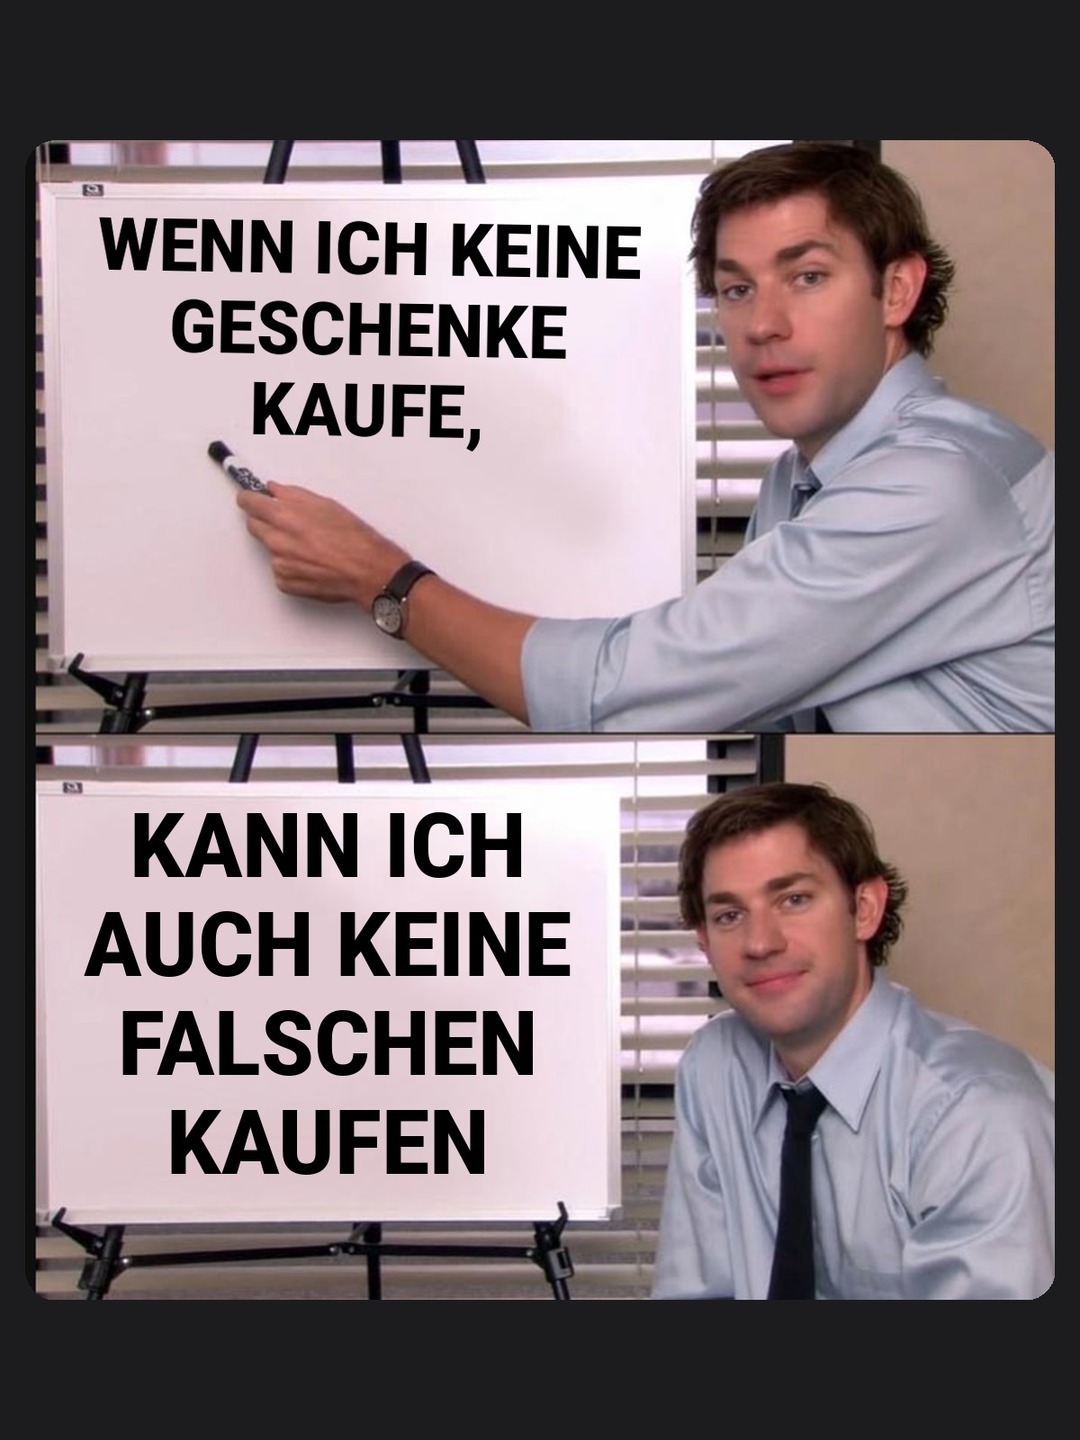 WENN ICH KEINE
GESCHENKE
KAUFE,
KANN ICH
AUCH KEINE
FALSCHEN
KAUFEN